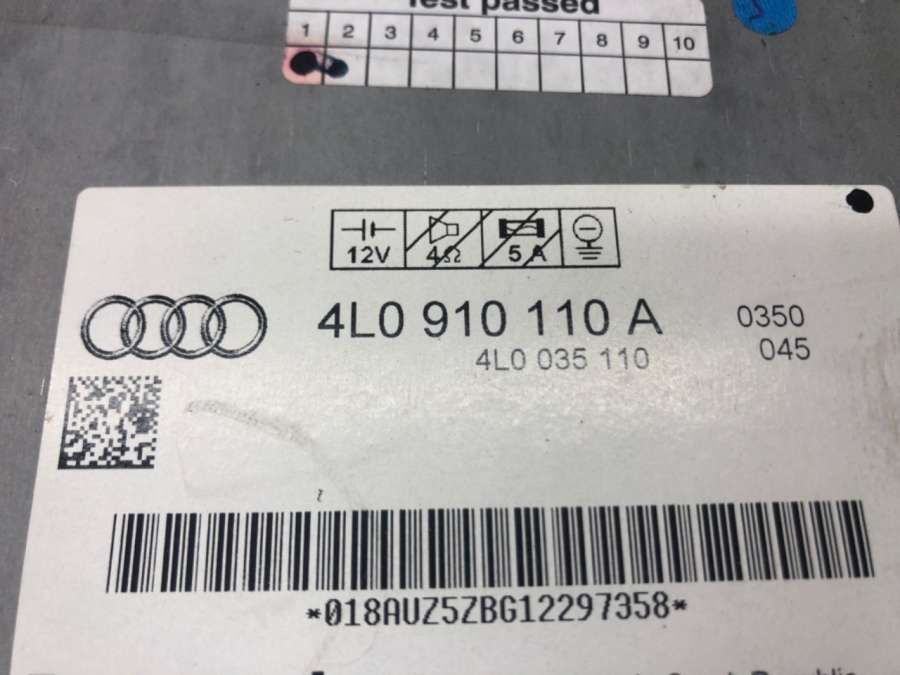 Test passed
1 2 3 4 5 6 7 8 9 10
12V 4Ω 5 A
4L0 910 110 A 0350
4L0 035 110 045
*018AUZ5ZBG12297358*
Republic